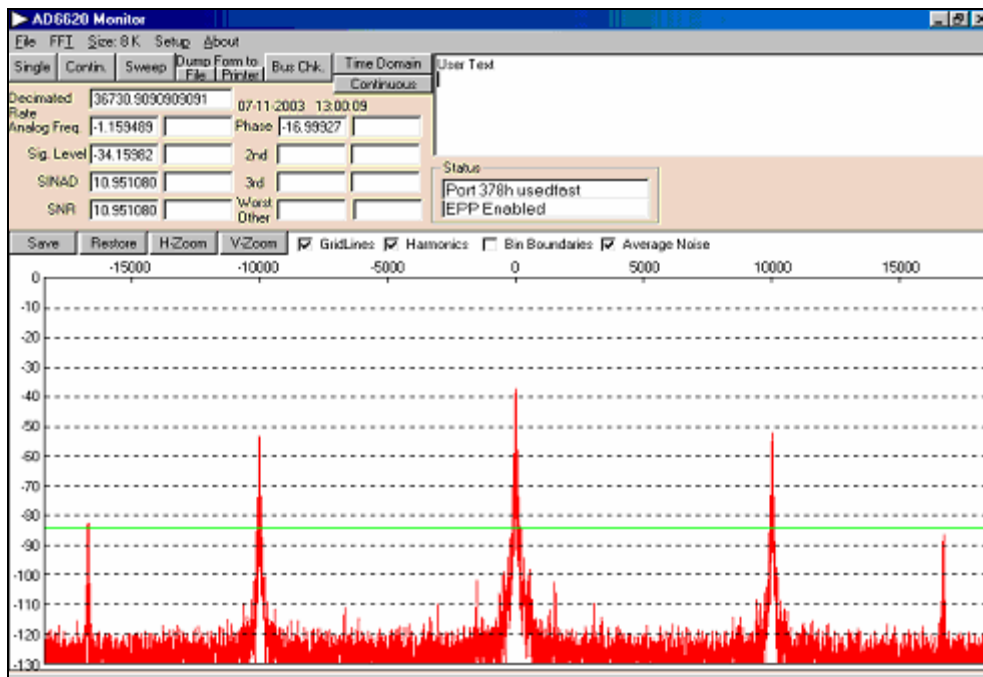 AD6620 Monitor
File FFT Size: 8 K Setup About
Single Contin. Sweep Dump File Form to Printer Bus Chk. Time Domain Continuous
User Text
Decimated Rate 36730.9090909091 07-11-2003 13:00:09
Analog Freq. -1.159489 Phase -16.99927
Sig. Level -34.15982 2nd
SINAD 10.951080 3rd
SNR 10.951080 Worst Other
Status
Port 378h usedfast
EPP Enabled
Save Restore H-Zoom V-Zoom GridLines Harmonics Bin Boundaries Average Noise
-15000 -10000 -5000 0 5000 10000 15000
0
-10
-20
-30
-40
-50
-60
-70
-80
-90
-100
-110
-120
-130